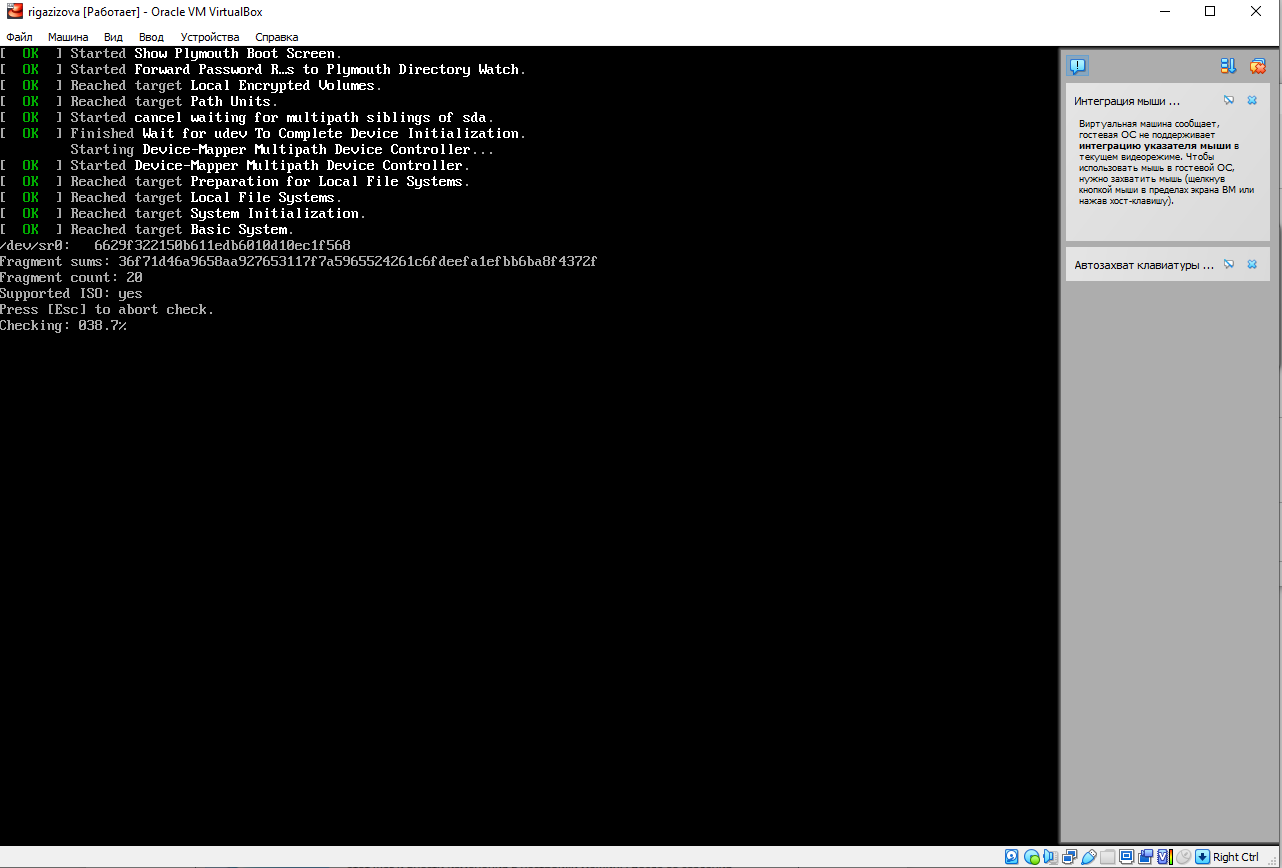 rigazizova [Работает] - Oracle VM VirtualBox
Файл Машина Вид Ввод Устройства Справка
[  OK  ] Started Show Plymouth Boot Screen.
[  OK  ] Started Forward Password R…s to Plymouth Directory Watch.
[  OK  ] Reached target Local Encrypted Volumes.
[  OK  ] Reached target Path Units.
[  OK  ] Started cancel waiting for multipath siblings of sda.
[  OK  ] Finished Wait for udev To Complete Device Initialization.
Starting Device-Mapper Multipath Device Controller...
[  OK  ] Started Device-Mapper Multipath Device Controller.
[  OK  ] Reached target Preparation for Local File Systems.
[  OK  ] Reached target Local File Systems.
[  OK  ] Reached target System Initialization.
[  OK  ] Reached target Basic System.
/dev/sr0:   6629f322150b611edb6010d10ec1f568
Fragment sums: 36f71d46a9658aa927653117f7a5965524261c6fdeefa1efbb6ba8f4372f
Fragment count: 20
Supported ISO: yes
Press [Esc] to abort check.
Checking: 038.7%
Интеграция мыши ...
Виртуальная машина сообщает,
гостевая ОС не поддерживает
интеграцию указателя мыши в
текущем видеорежиме. Чтобы
использовать мышь в гостевой ОС,
нужно захватить мышь (щелкнув
кнопкой мыши в пределах экрана ВМ или
нажав хост-клавишу).
Автозахват клавиатуры ...
Right Ctrl